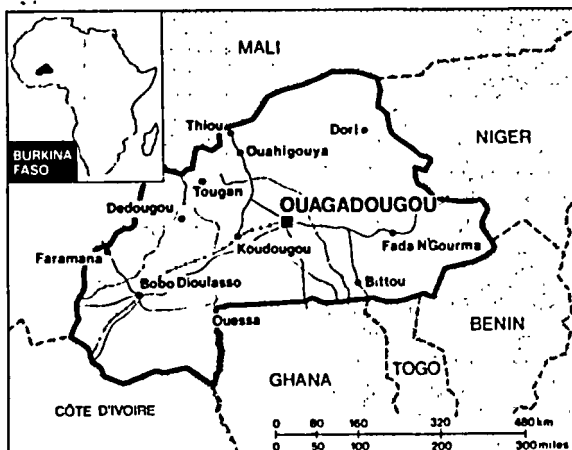 MALI
Thiou
Dori
NIGER
BURKINA
FASO
Ouahigouya
Tougan
OUAGADOUGOU
Dedougou
Koudougou
Fada N'Gourma
Faramana
Bobo Dioulasso
Bittou
Ouessa
BENIN
TOGO
GHANA
CÔTE D'IVOIRE
0 80 160 320 480 km
0 50 100 200 300 miles